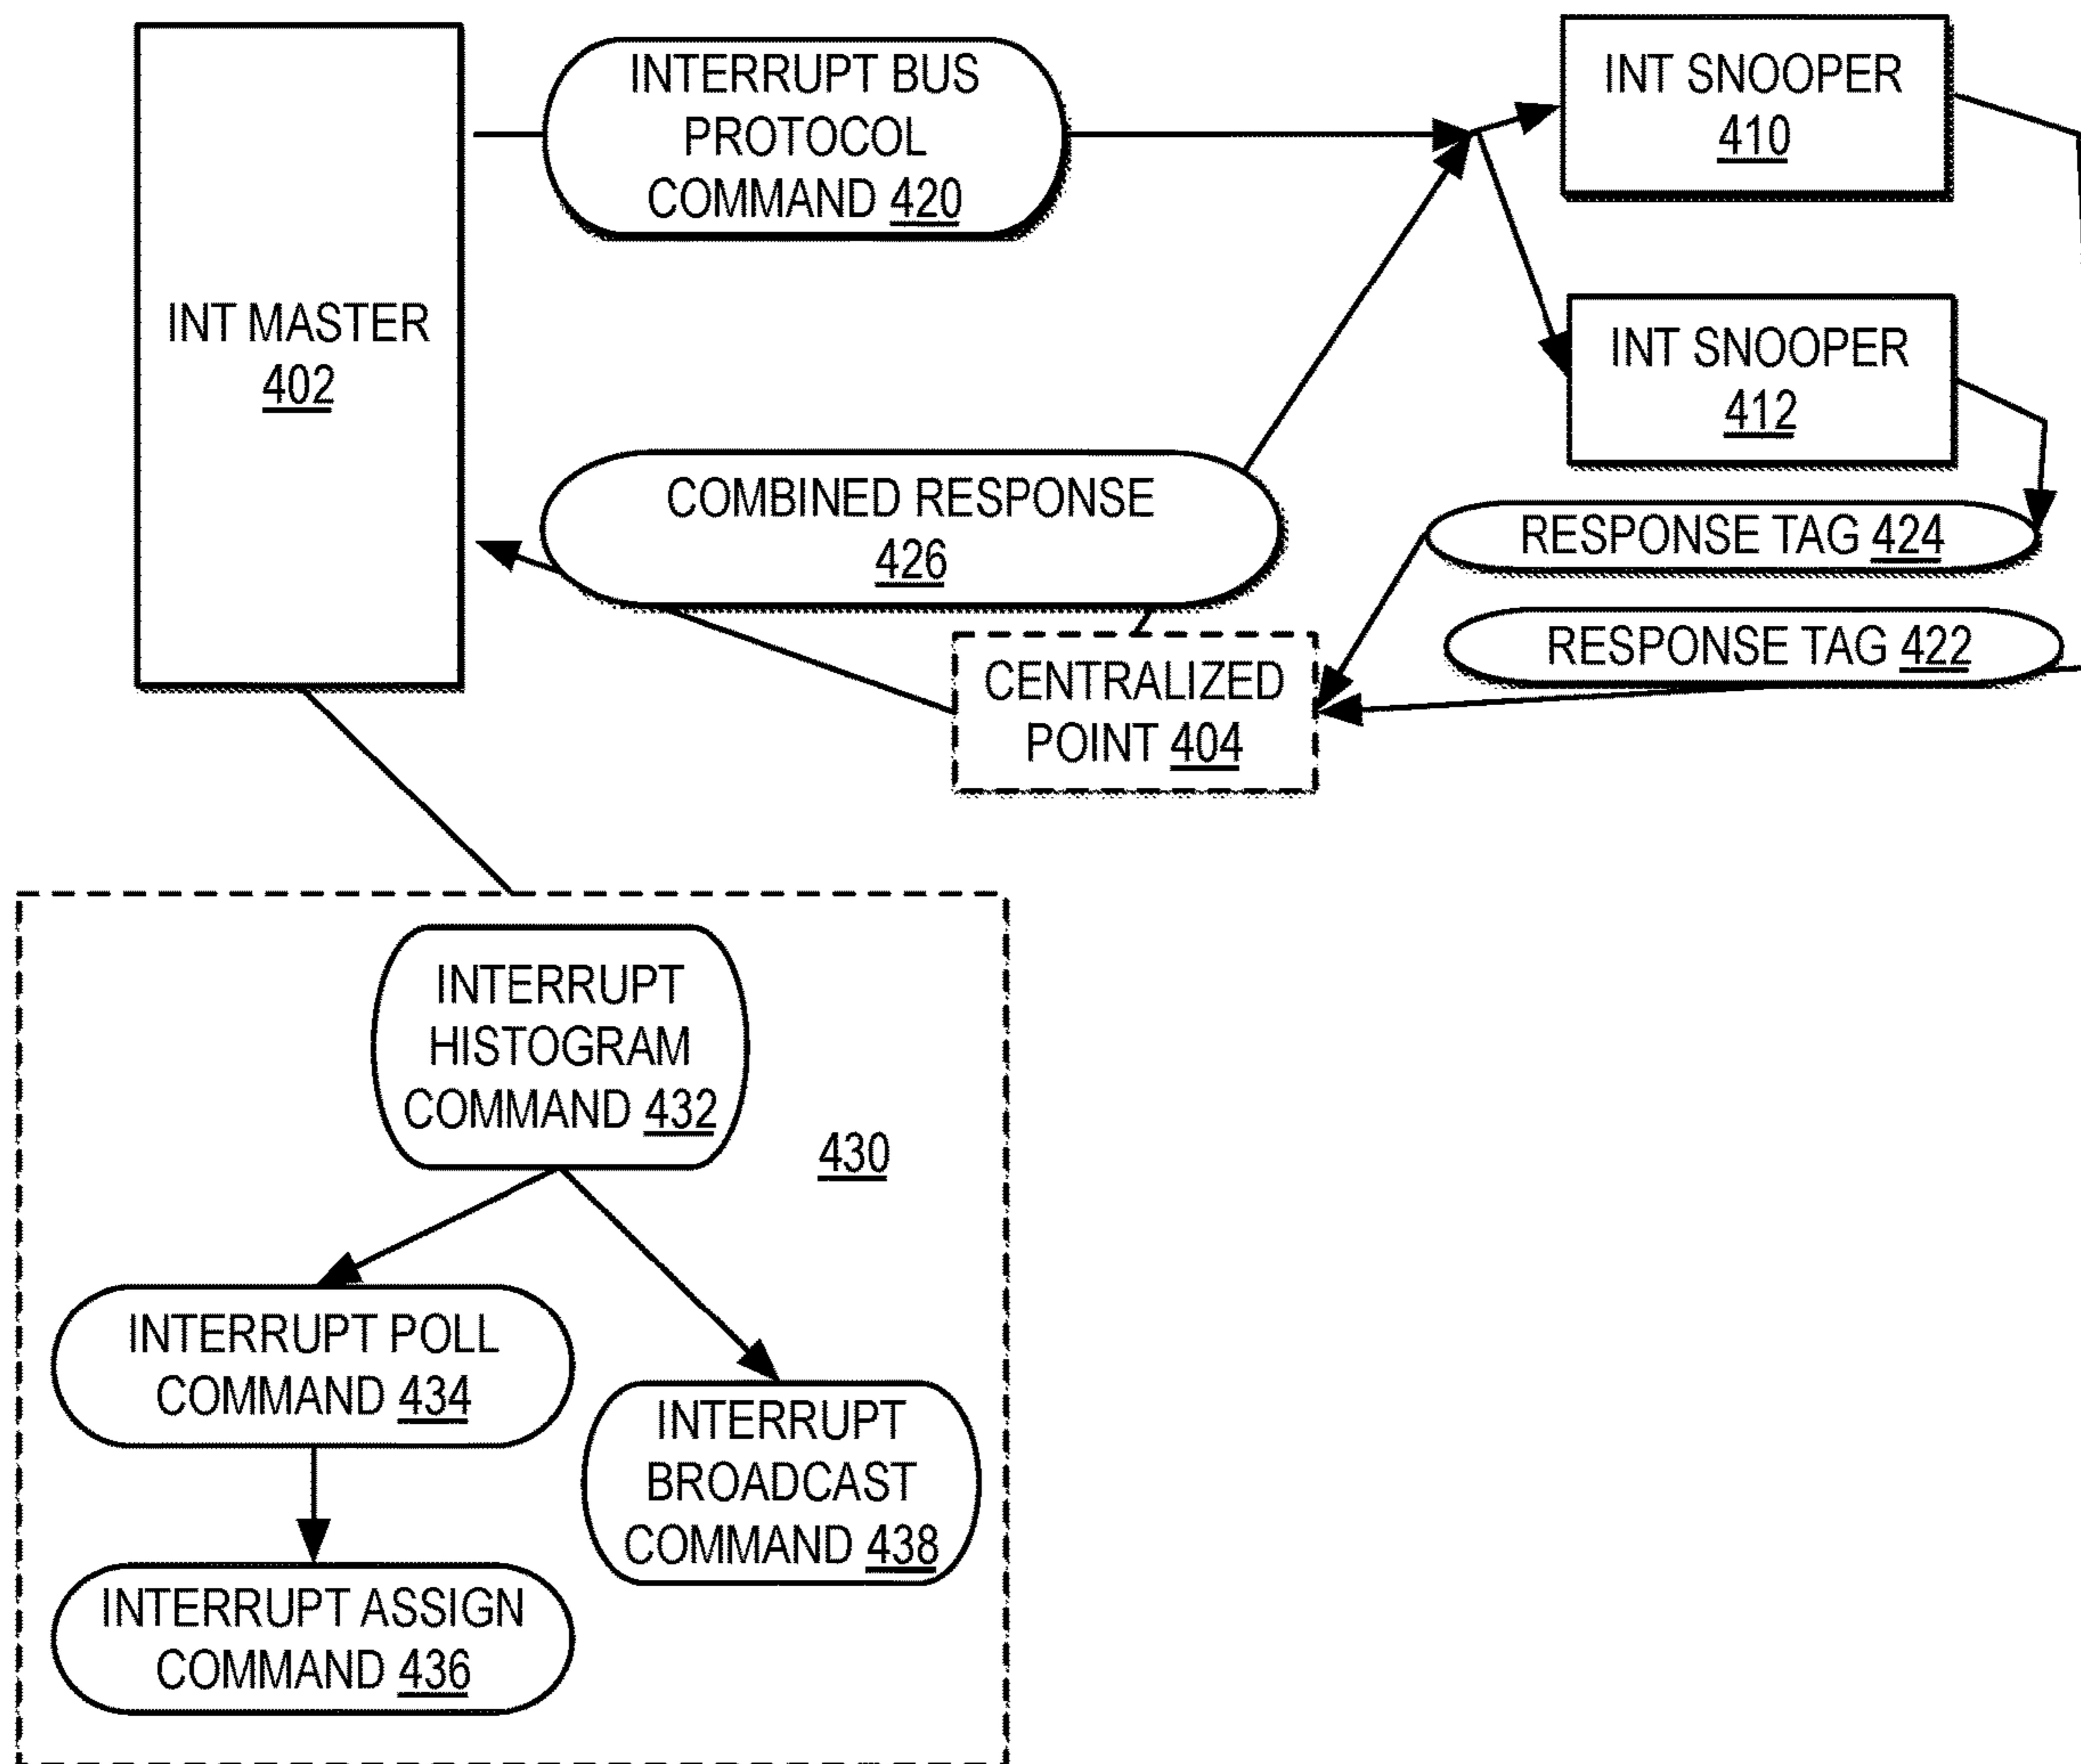 INT MASTER
402
INTERRUPT BUS
PROTOCOL
COMMAND 420
INT SNOOPER
410
INT SNOOPER
412
COMBINED RESPONSE
426
RESPONSE TAG 424
RESPONSE TAG 422
CENTRALIZED
POINT 404
INTERRUPT
HISTOGRAM
COMMAND 432
430
INTERRUPT POLL
COMMAND 434
INTERRUPT
BROADCAST
COMMAND 438
INTERRUPT ASSIGN
COMMAND 436